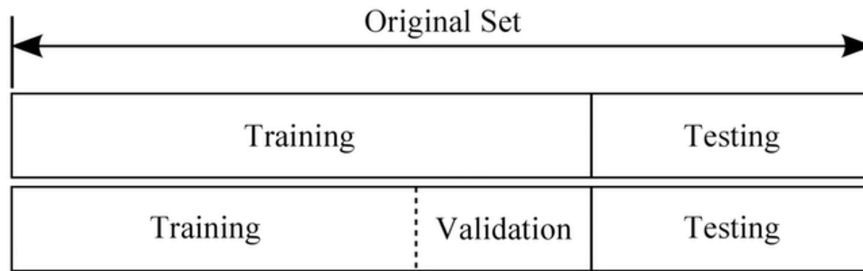 Original Set
Training Testing
Training Validation Testing